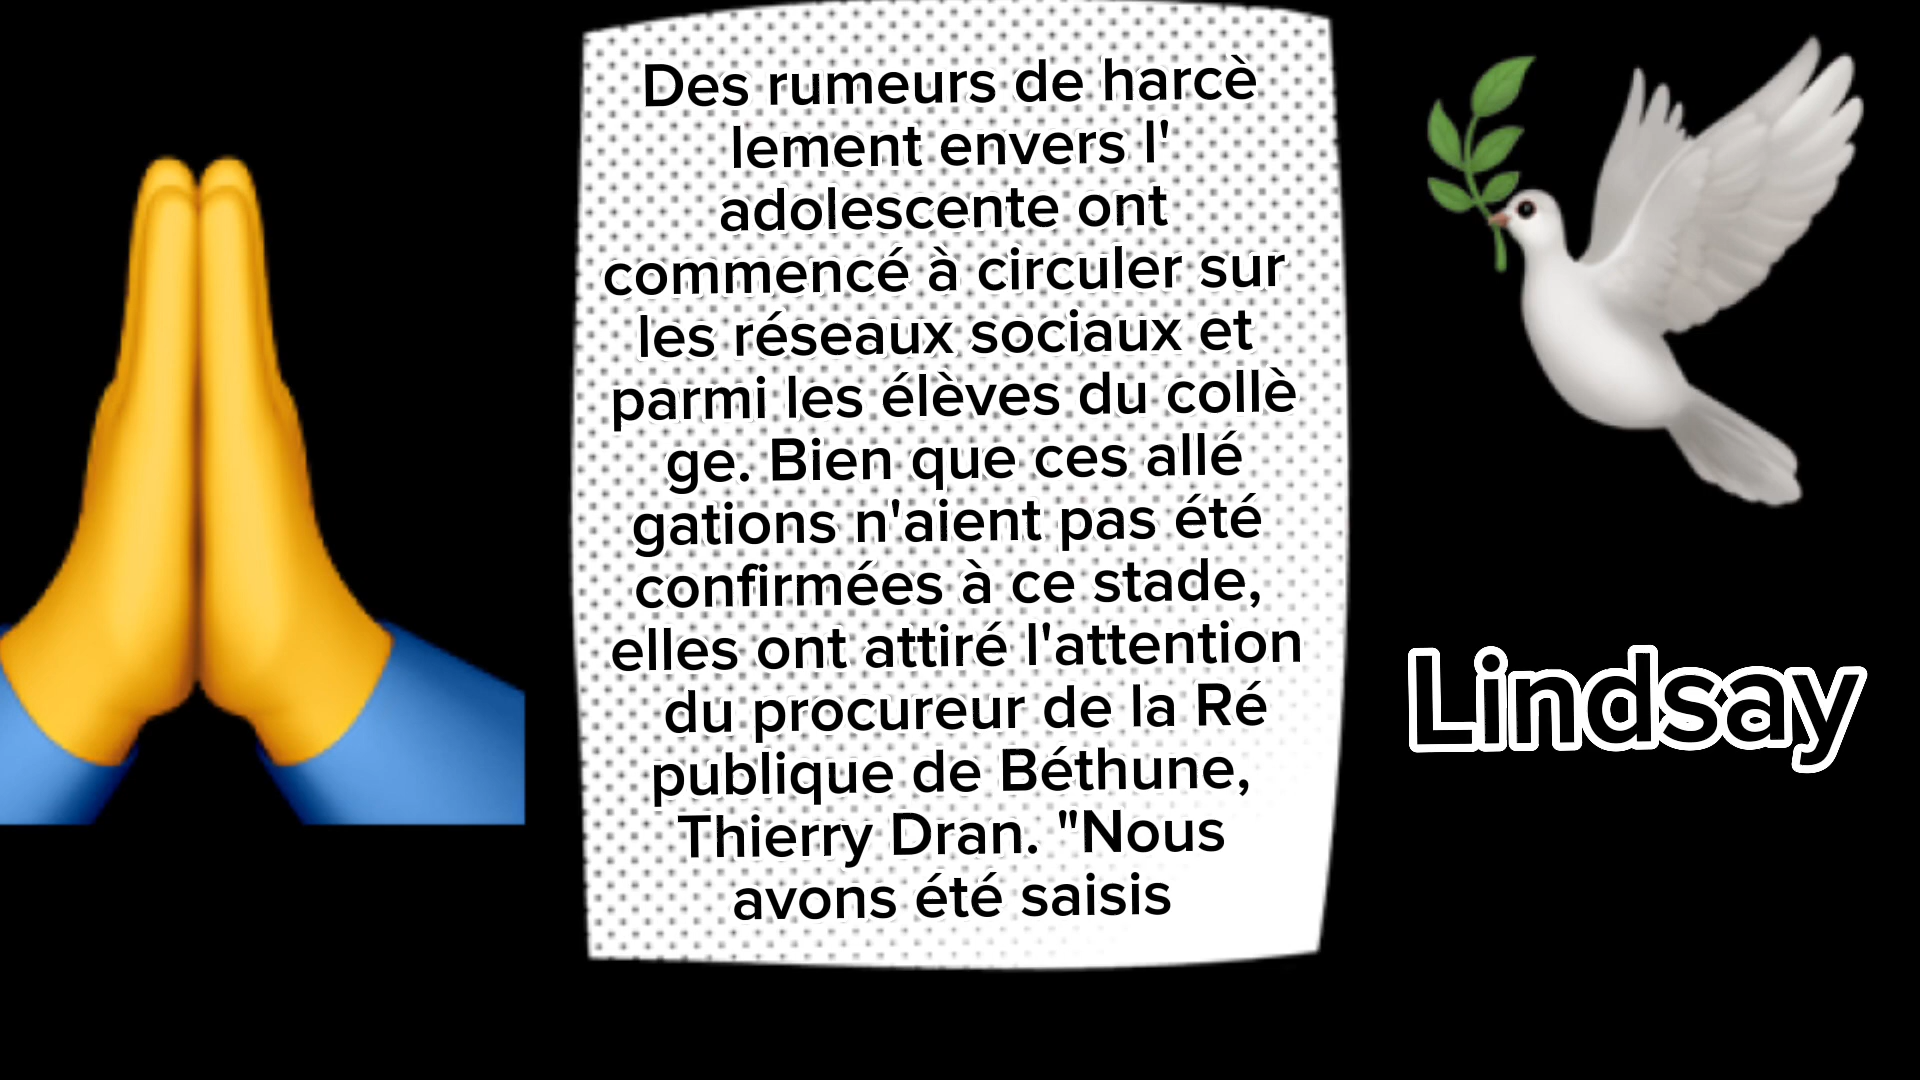 Des rumeurs de harcè
lement envers l'
adolescente ont
commencé à circuler sur
les réseaux sociaux et
parmi les élèves du collè
ge. Bien que ces allé
gations n'aient pas été
confirmées à ce stade,
elles ont attiré l'attention
du procureur de la Ré
publique de Béthune,
Thierry Dran. "Nous
avons été saisis
Lindsay